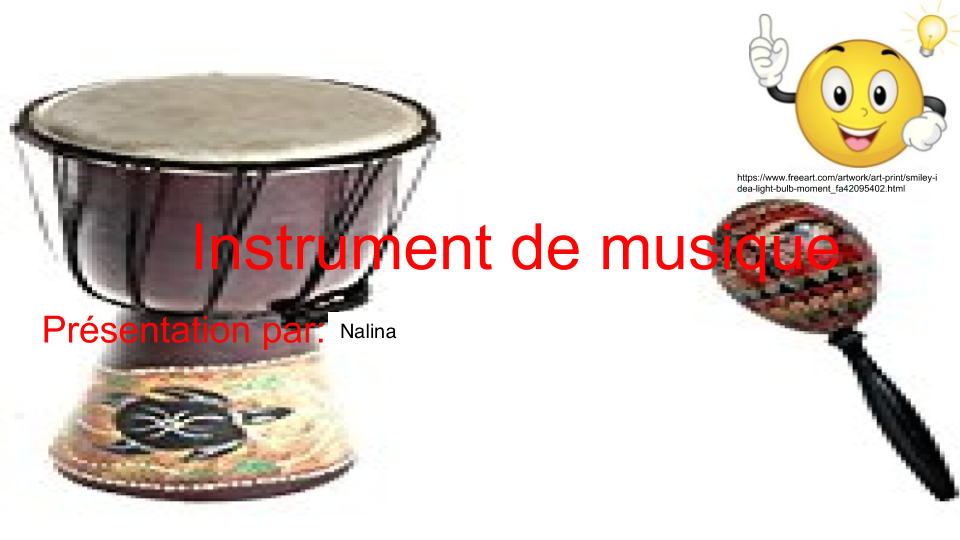 https://www.freeart.com/artwork/art-print/smiley-i
dea-light-bulb-moment_fa42095402.html
Instrument de musique
Présentation par: Nalina